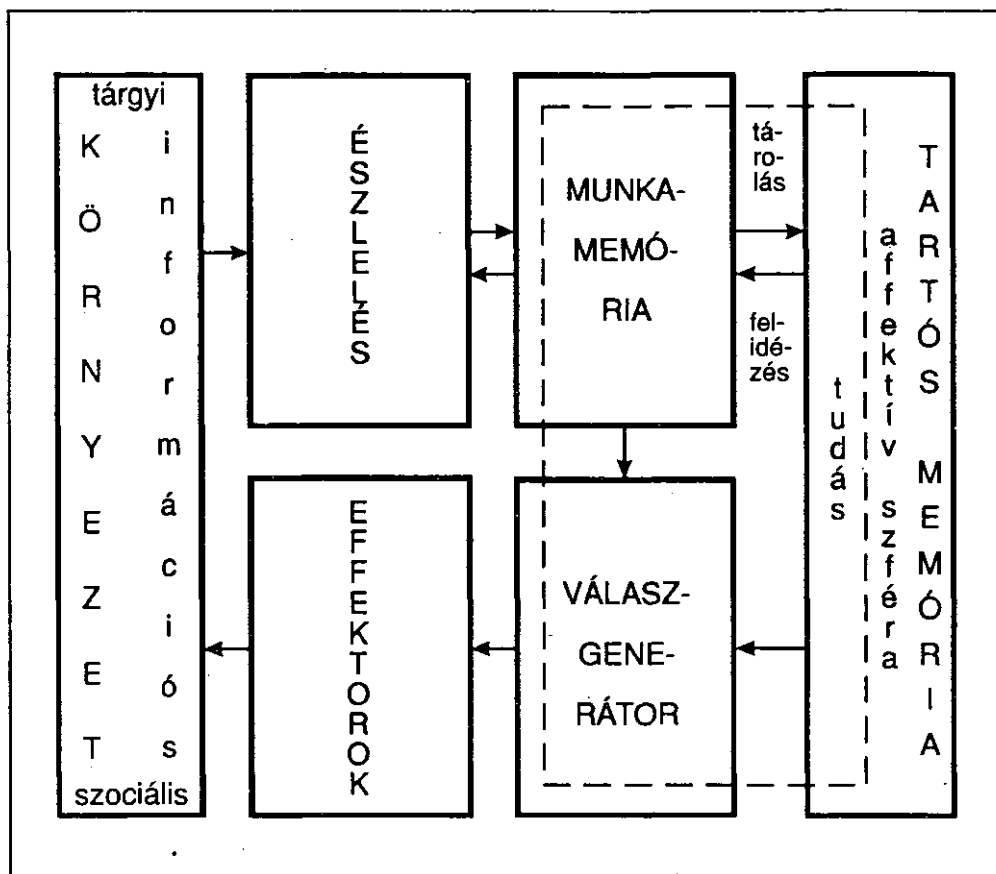 tárgyi
KÖRNYEZET
információs
szociális
ÉSZLELÉS
MUNKA-
MEMÓ-
RIA
tá-
ro-
lás
fel-
idé-
zés
tudás
affektív szféra
TARTÓS MEMÓRIA
EFFEKTOROK
VÁLASZ-
GENE-
RÁTOR